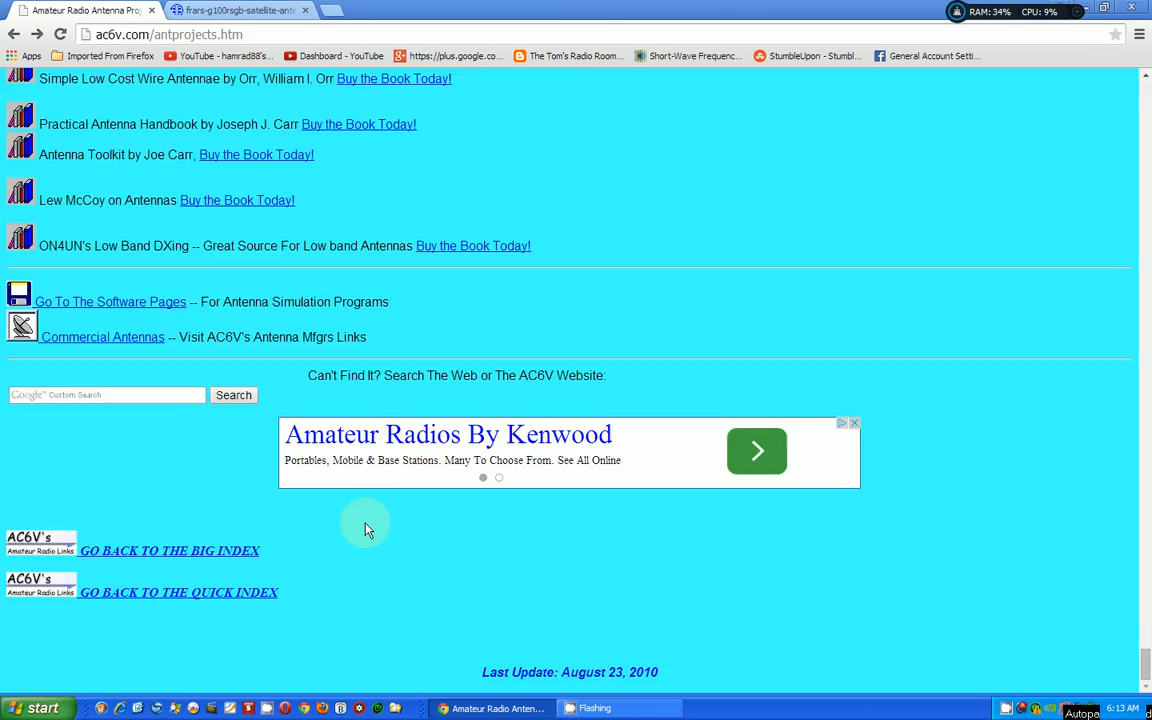 Amateur Radio Antenna Pro
frars-g100rsgb-satellite-ante
RAM: 34% CPU: 9%
ac6v.com/antprojects.htm
Apps
Imported From Firefox
YouTube - hamrad88's...
Dashboard - YouTube
https://plus.google.co...
The Tom's Radio Room...
Short-Wave Frequenc...
StumbleUpon - Stumbl...
General Account Setti...
Simple Low Cost Wire Antennae by Orr, William I. Orr Buy the Book Today!
Practical Antenna Handbook by Joseph J. Carr Buy the Book Today!
Antenna Toolkit by Joe Carr, Buy the Book Today!
Lew McCoy on Antennas Buy the Book Today!
ON4UN's Low Band DXing -- Great Source For Low band Antennas Buy the Book Today!
Go To The Software Pages -- For Antenna Simulation Programs
Commercial Antennas -- Visit AC6V's Antenna Mfgrs Links
Can't Find It? Search The Web or The AC6V Website:
Google™ Custom Search
Search
Amateur Radios By Kenwood
Portables, Mobile & Base Stations. Many To Choose From. See All Online
AC6V's
Amateur Radio Links GO BACK TO THE BIG INDEX
AC6V's
Amateur Radio Links GO BACK TO THE QUICK INDEX
Last Update: August 23, 2010
start
Amateur Radio Anten...
Flashing
6:13 AM
Autopa